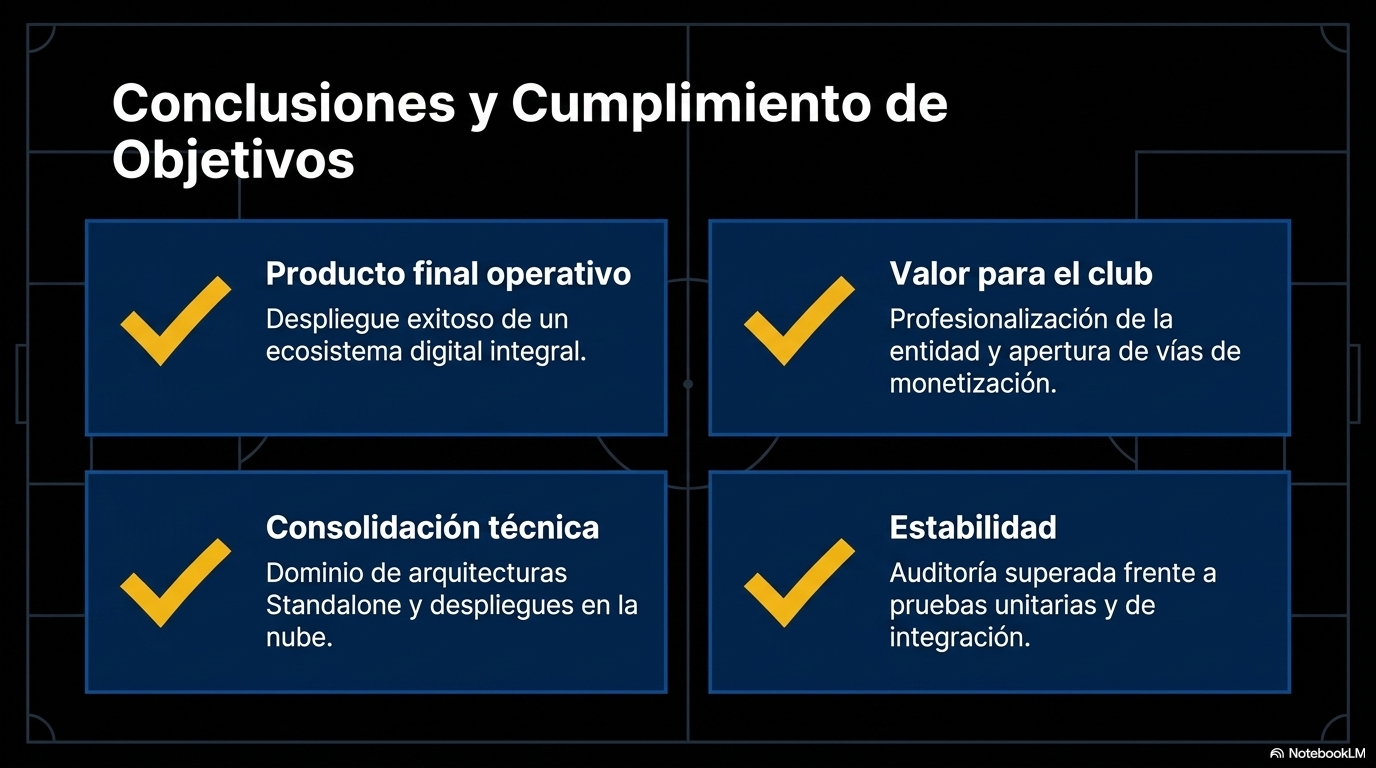 Conclusiones y Cumplimiento de
Objetivos
Producto final operativo
Despliegue exitoso de un
ecosistema digital integral.
Valor para el club
Profesionalización de la
entidad y apertura de vías de
monetización.
Consolidación técnica
Dominio de arquitecturas
Standalone y despliegues en la
nube.
Estabilidad
Auditoría superada frente a
pruebas unitarias y de
integración.
NotebookLM